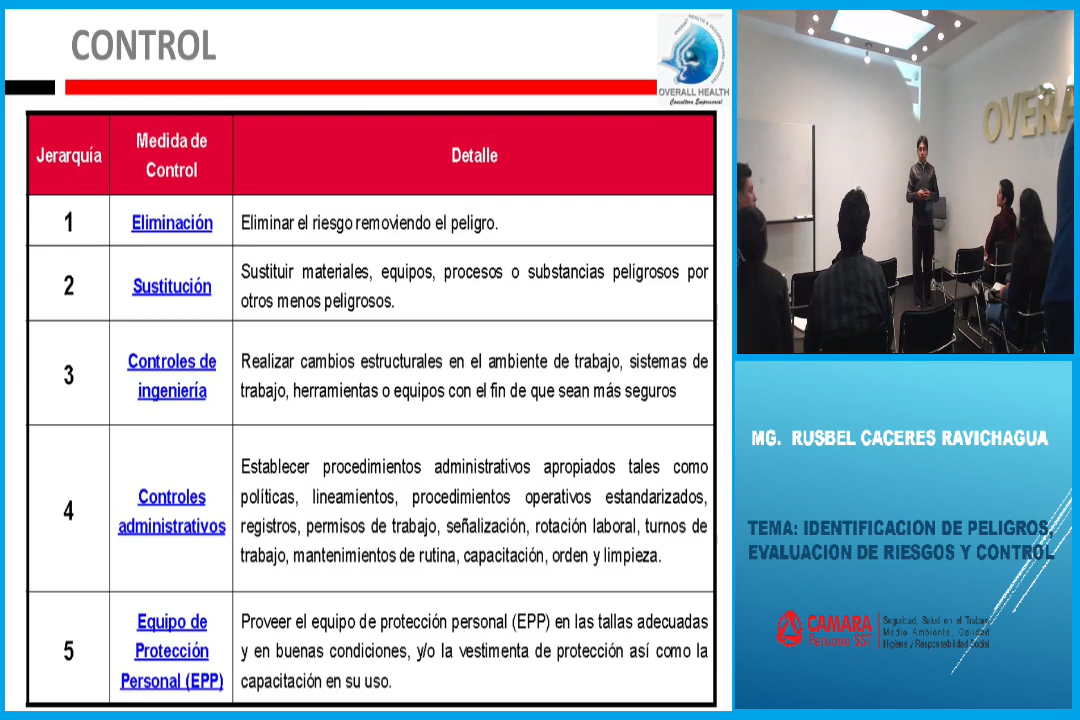 CONTROL
OVERALL HEALTH & OCCUPATIONAL SERVICES
OVERALL HEALTH
Consultora Empresarial
Jerarquía
Medida de
Control
Detalle
1
Eliminación
Eliminar el riesgo removiendo el peligro.
2
Sustitución
Sustituir materiales, equipos, procesos o substancias peligrosos por
otros menos peligrosos.
3
Controles de
ingeniería
Realizar cambios estructurales en el ambiente de trabajo, sistemas de
trabajo, herramientas o equipos con el fin de que sean más seguros
4
Controles
administrativos
Establecer procedimientos administrativos apropiados tales como
políticas, lineamientos, procedimientos operativos estandarizados,
registros, permisos de trabajo, señalización, rotación laboral, turnos de
trabajo, mantenimientos de rutina, capacitación, orden y limpieza.
5
Equipo de
Protección
Personal (EPP)
Proveer el equipo de protección personal (EPP) en las tallas adecuadas
y en buenas condiciones, y/o la vestimenta de protección así como la
capacitación en su uso.
OVERA
MG. RUSBEL CACERES RAVICHAGUA
TEMA: IDENTIFICACION DE PELIGROS,
EVALUACION DE RIESGOS Y CONTROL
CAMARA
Peruana SST
Seguridad, Salud en el Trabajo
Medio Ambiente, Calidad
Higiene y Responsabilidad Social